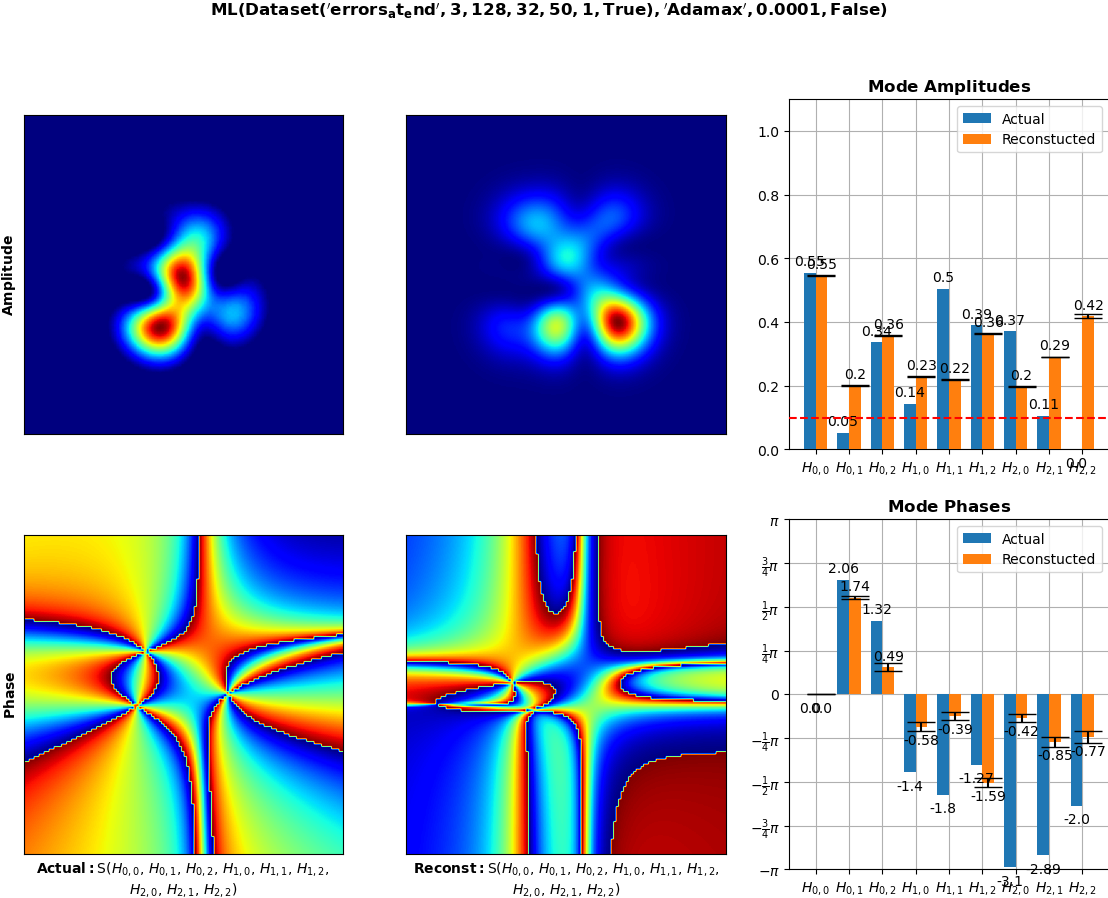 ML(Dataset('errors_at_end', 3, 128, 32, 50, 1, True), 'Adamax', 0.0001, False)
Amplitude
Mode Amplitudes
Actual
Reconstucted
1.0
0.8
0.6
0.4
0.2
0.0
0.55
0.55
0.05
0.2
0.34
0.36
0.14
0.23
0.5
0.22
0.39
0.36
0.37
0.2
0.11
0.29
0.0
0.42
H0,0 H0,1 H0,2 H1,0 H1,1 H1,2 H2,0 H2,1 H2,2
Phase
Mode Phases
Actual
Reconstucted
π
3/4π
1/2π
1/4π
0
−1/4π
−1/2π
−3/4π
−π
0.0
0.0
2.06
1.74
1.32
0.49
-1.4
-0.58
-1.8
-0.39
-1.27
-1.59
-3.1
-0.42
-2.89
-0.85
-2.0
-0.77
H0,0 H0,1 H0,2 H1,0 H1,1 H1,2 H2,0 H2,1 H2,2
Actual: S(H0,0, H0,1, H0,2, H1,0, H1,1, H1,2,
H2,0, H2,1, H2,2)
Reconst: S(H0,0, H0,1, H0,2, H1,0, H1,1, H1,2,
H2,0, H2,1, H2,2)